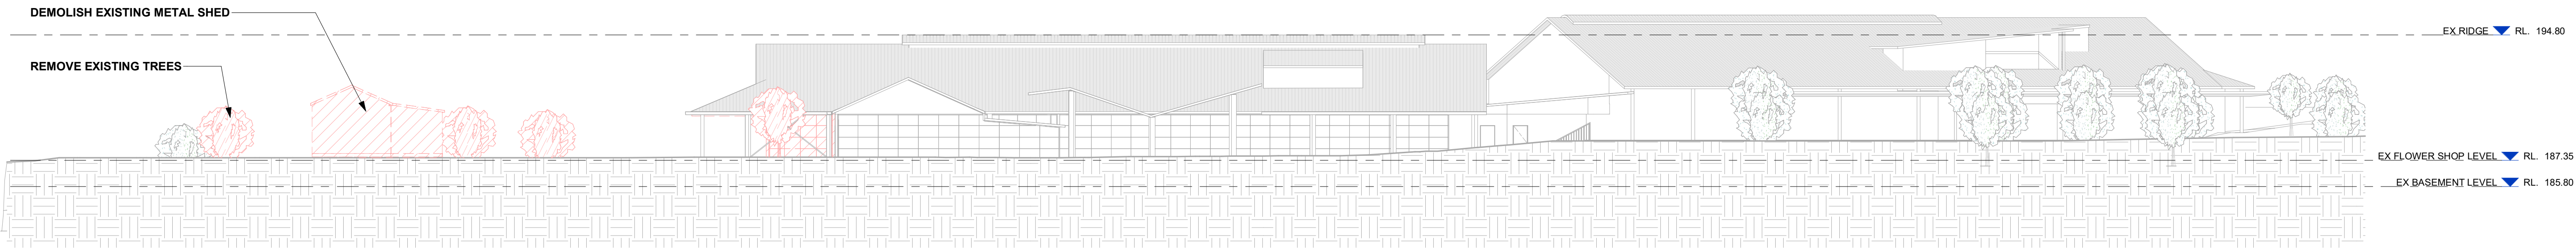 DEMOLISH EXISTING METAL SHED
REMOVE EXISTING TREES
EX RIDGE RL. 194.80
EX FLOWER SHOP LEVEL RL. 187.35
EX BASEMENT LEVEL RL. 185.80